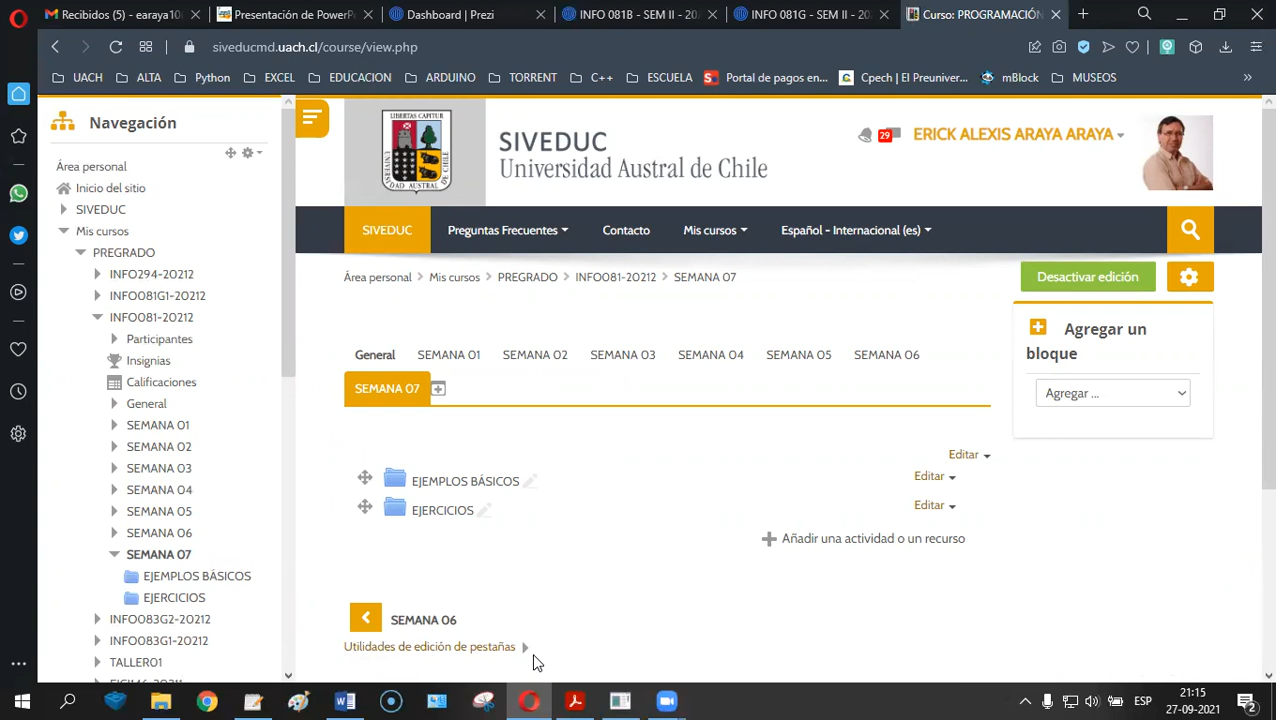 Recibidos (5) - earaya10
Presentación de PowerP
Dashboard | Prezi
INFO 081B - SEM II - 20
INFO 081G - SEM II - 20
Curso: PROGRAMACIÓN
siveducmd.uach.cl/course/view.php
UACH ALTA Python EXCEL EDUCACION ARDUINO TORRENT C++ ESCUELA Portal de pagos en... Cpech | El Preuniver... mBlock MUSEOS
Navegación
Área personal
Inicio del sitio
SIVEDUC
Mis cursos
PREGRADO
INFO294-20212
INFO081G1-20212
INFO081-20212
Participantes
Insignias
Calificaciones
General
SEMANA 01
SEMANA 02
SEMANA 03
SEMANA 04
SEMANA 05
SEMANA 06
SEMANA 07
EJEMPLOS BÁSICOS
EJERCICIOS
INFO083G2-20212
INFO083G1-20212
TALLER01
LIBERTAS CAPITUR
SIVEDUC
Universidad Austral de Chile
29
ERICK ALEXIS ARAYA ARAYA
SIVEDUC Preguntas Frecuentes Contacto Mis cursos Español - Internacional (es)
Área personal Mis cursos PREGRADO INFO081-20212 SEMANA 07
Desactivar edición
General SEMANA 01 SEMANA 02 SEMANA 03 SEMANA 04 SEMANA 05 SEMANA 06
SEMANA 07
Editar
EJEMPLOS BÁSICOS Editar
EJERCICIOS Editar
Añadir una actividad o un recurso
SEMANA 06
Utilidades de edición de pestañas
Agregar un
bloque
Agregar ...
ESP
21:15
27-09-2021
2